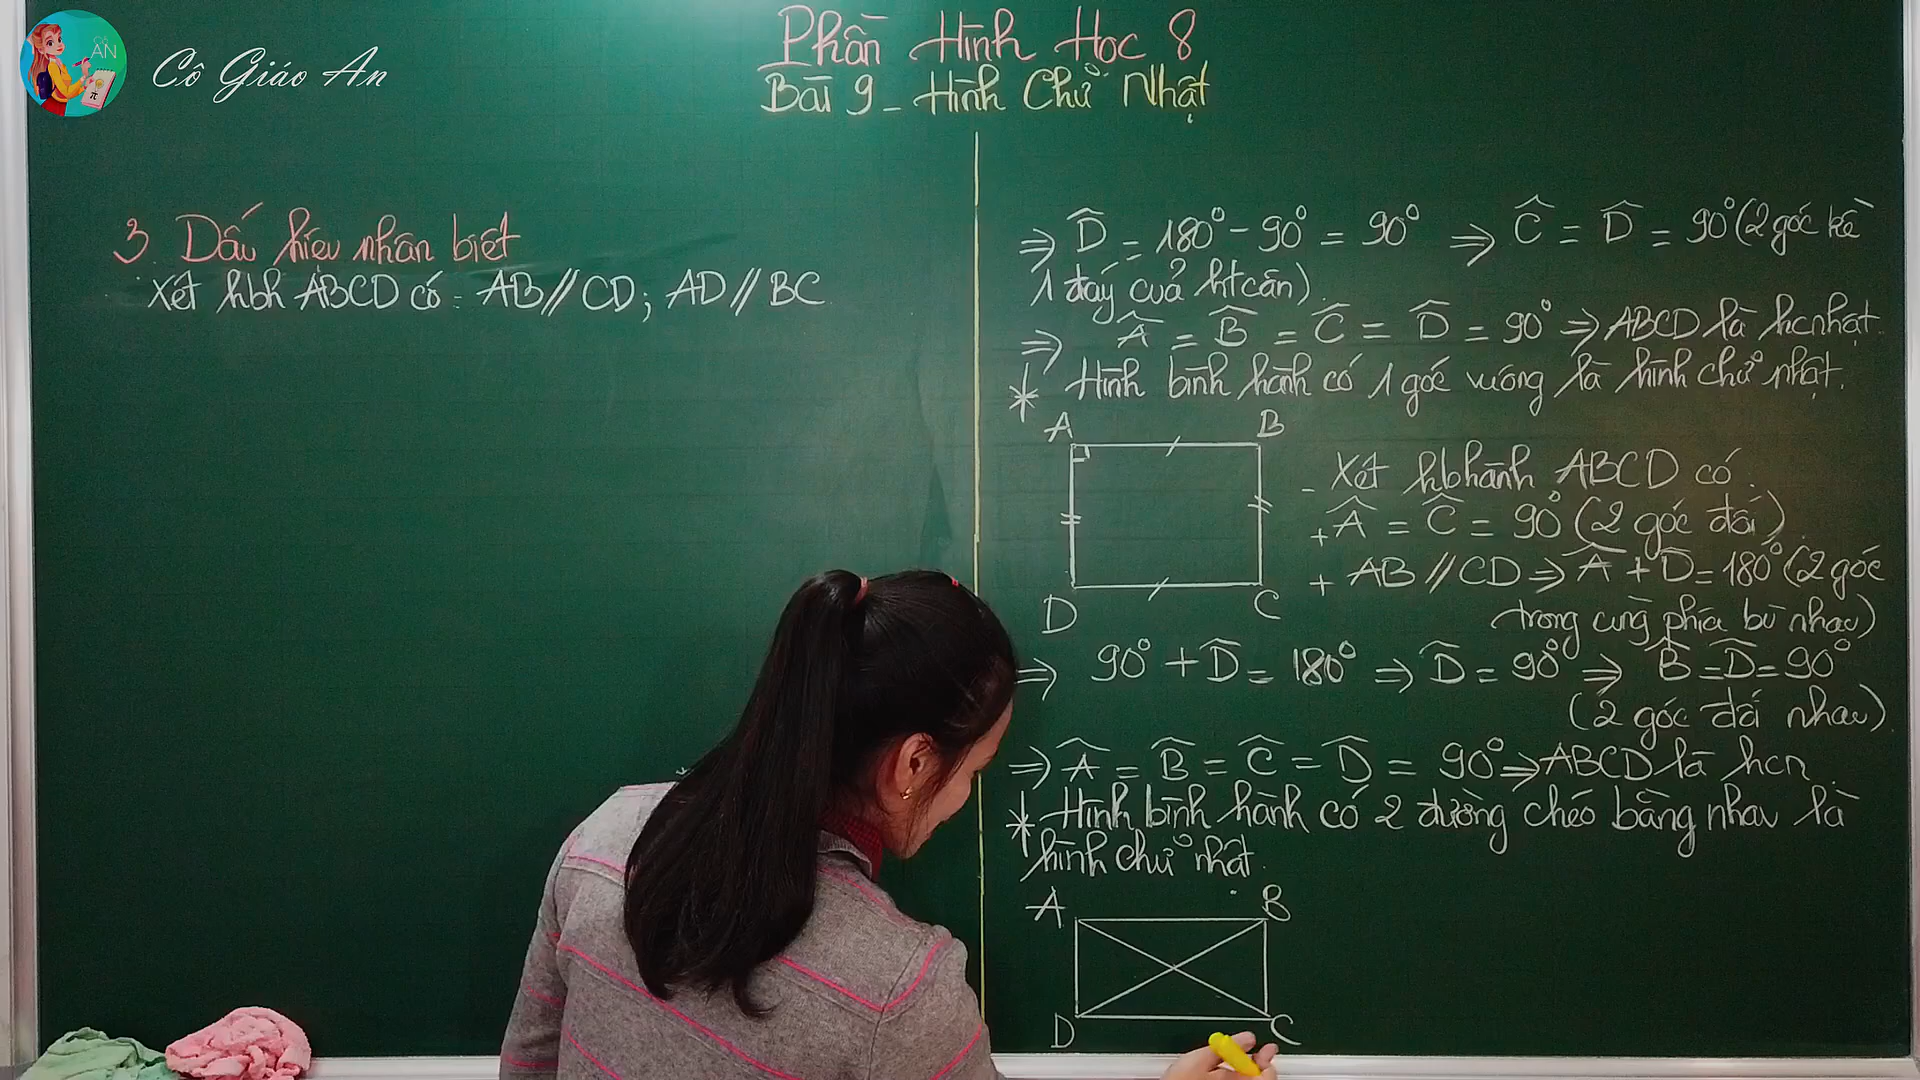 AN
Cô Giáo An
Phần Hình Học 8
Bài 9 - Hình Chữ Nhật
3. Dấu hiệu nhận biết
Xét hbh ABCD có: AB // CD; AD // BC
⇒ D̂ = 180° - 90° = 90° ⇒ Ĉ = D̂ = 90° (2 góc kề
1 đáy của ht cân).
⇒ Â = B̂ = Ĉ = D̂ = 90° ⇒ ABCD là hcnhật.
* Hình bình hành có 1 góc vuông là hình chữ nhật.
A B
D C
- Xét hbhành ABCD có.
+ Â = Ĉ = 90° (2 góc đối).
+ AB // CD ⇒ Â + D̂ = 180° (2 góc
trong cùng phía bù nhau)
⇒ 90° + D̂ = 180° ⇒ D̂ = 90° ⇒ B̂ = D̂ = 90°
(2 góc đối nhau).
⇒ Â = B̂ = Ĉ = D̂ = 90° ⇒ ABCD là hcn.
* Hình bình hành có 2 đường chéo bằng nhau là
hình chữ nhật.
A B
D C